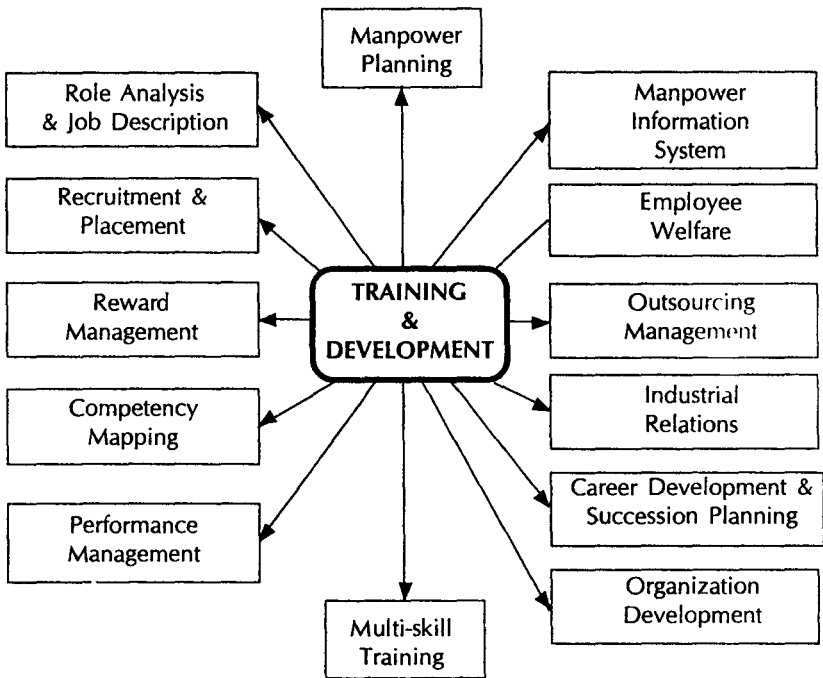 Manpower
Planning
Role Analysis
& Job Description
Manpower
Information
System
Recruitment &
Placement
Employee
Welfare
TRAINING
&
DEVELOPMENT
Reward
Management
Outsourcing
Management
Competency
Mapping
Industrial
Relations
Career Development &
Succession Planning
Performance
Management
Organization
Development
Multi-skill
Training